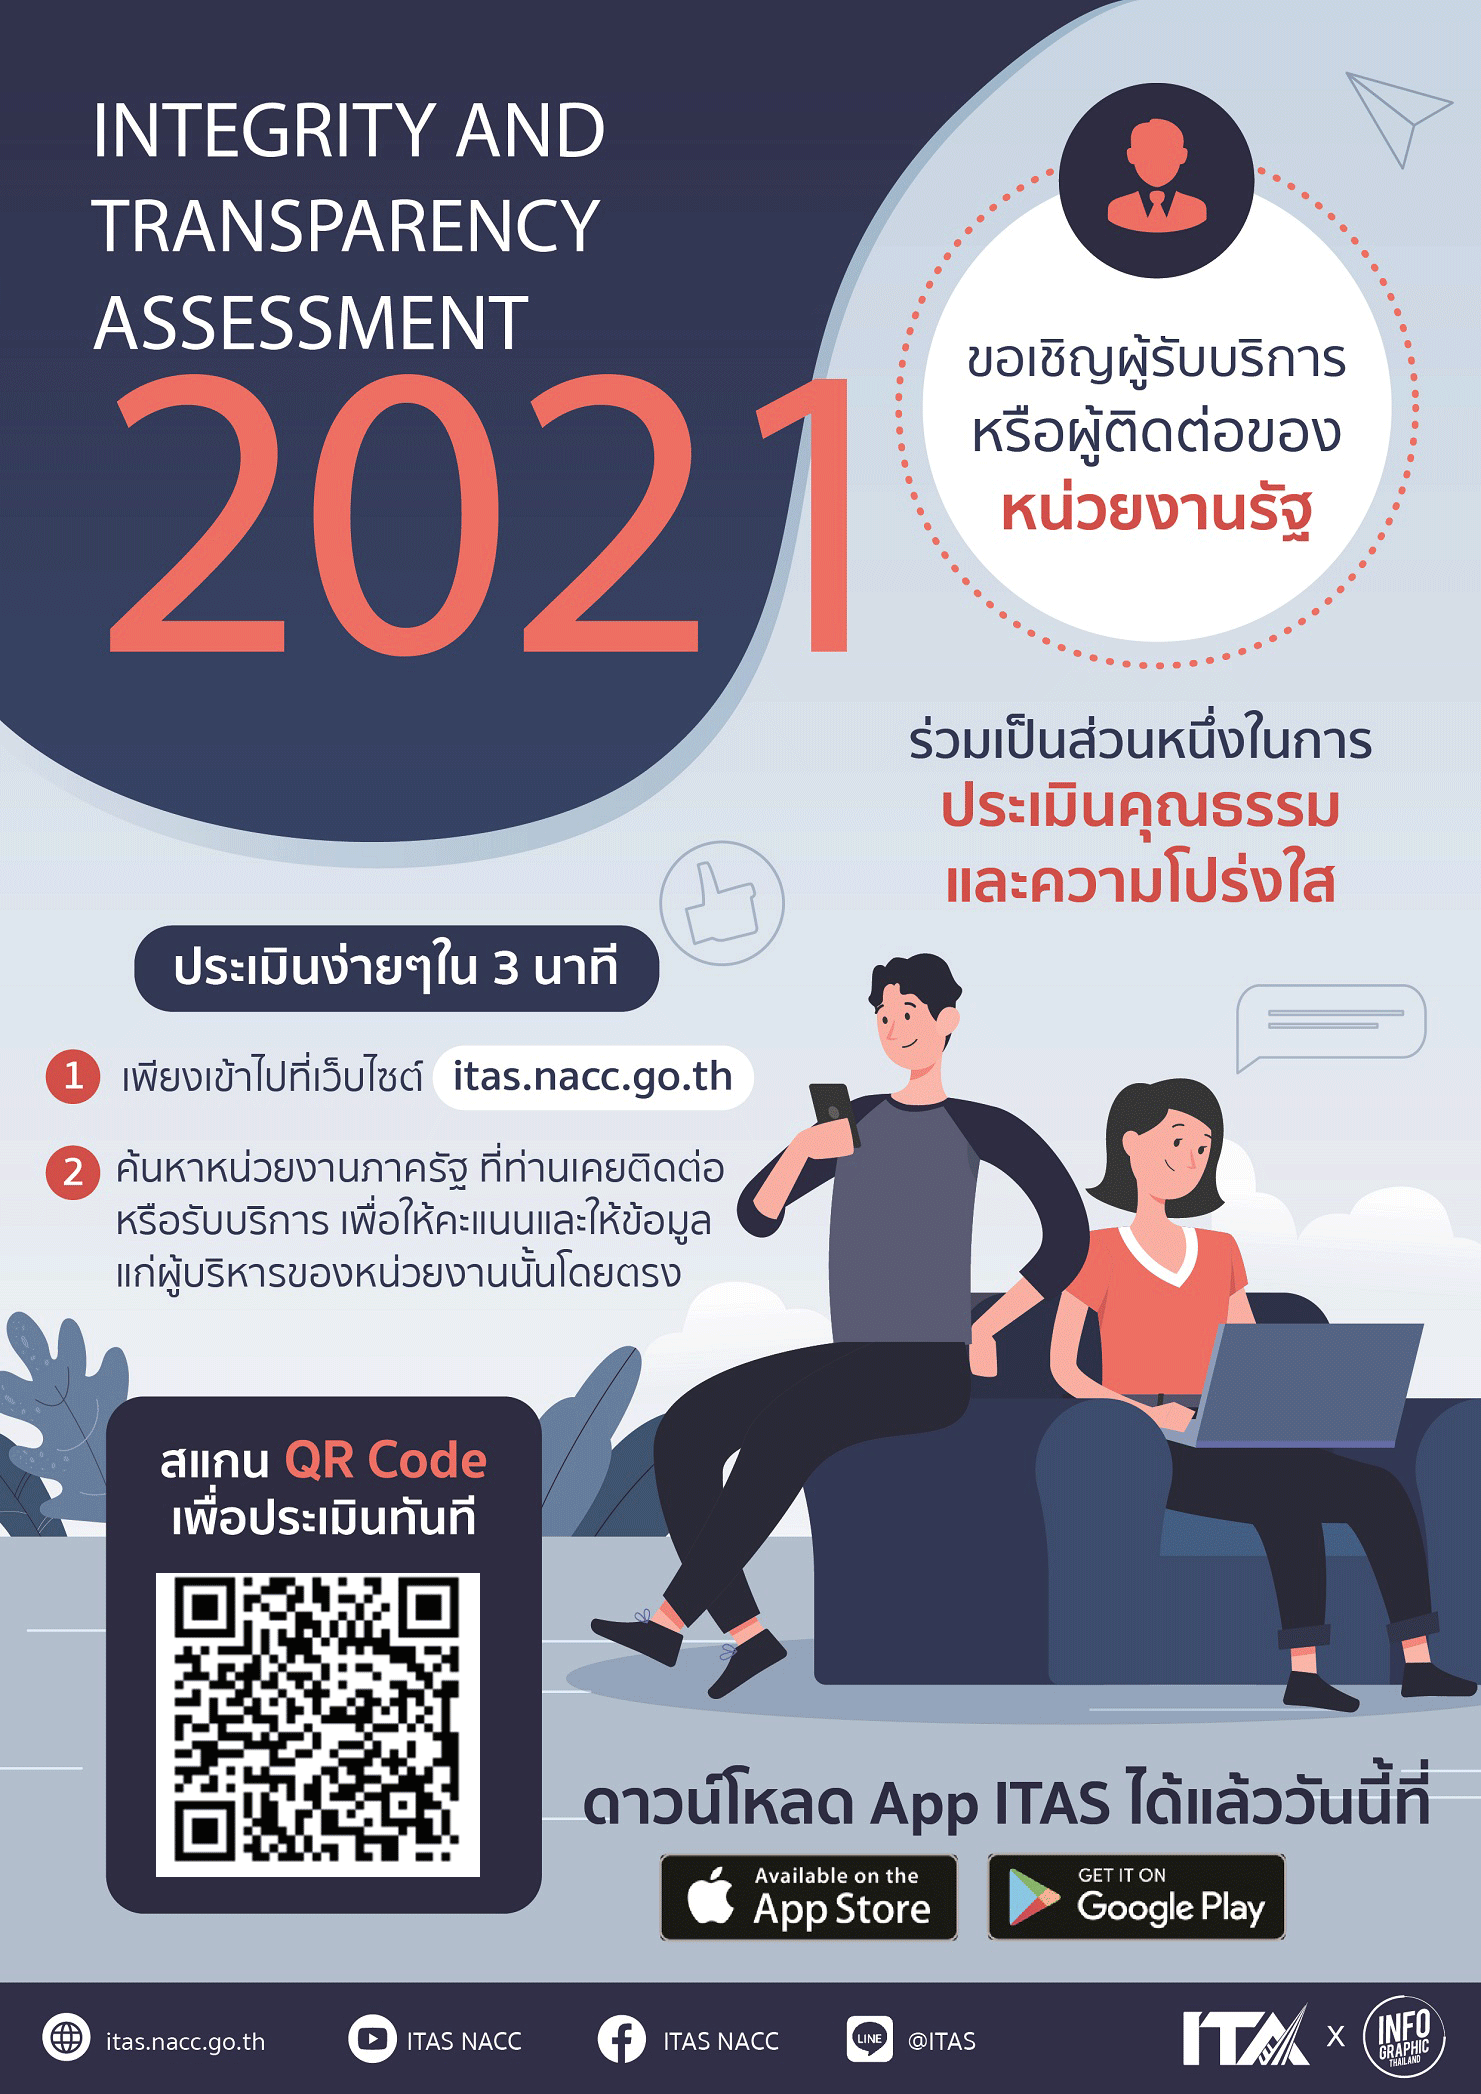 INTEGRITY AND
TRANSPARENCY
ASSESSMENT
2021
ขอเชิญผู้รับบริการ
หรือผู้ติดต่อของ
หน่วยงานรัฐ
ร่วมเป็นส่วนหนึ่งในการ
ประเมินคุณธรรม
และความโปร่งใส
ประเมินง่ายๆใน 3 นาที
1 เพียงเข้าไปที่เว็บไซต์ itas.nacc.go.th
2 ค้นหาหน่วยงานภาครัฐ ที่ท่านเคยติดต่อ
หรือรับบริการ เพื่อให้คะแนนและให้ข้อมูล
แก่ผู้บริหารของหน่วยงานนั้นโดยตรง
สแกน QR Code
เพื่อประเมินทันที
ดาวน์โหลด App ITAS ได้แล้ววันนี้ที่
Available on the
App Store
GET IT ON
Google Play
itas.nacc.go.th
ITAS NACC
ITAS NACC
LINE
@ITAS
ITA X INFO
GRAPHIC
THAILAND